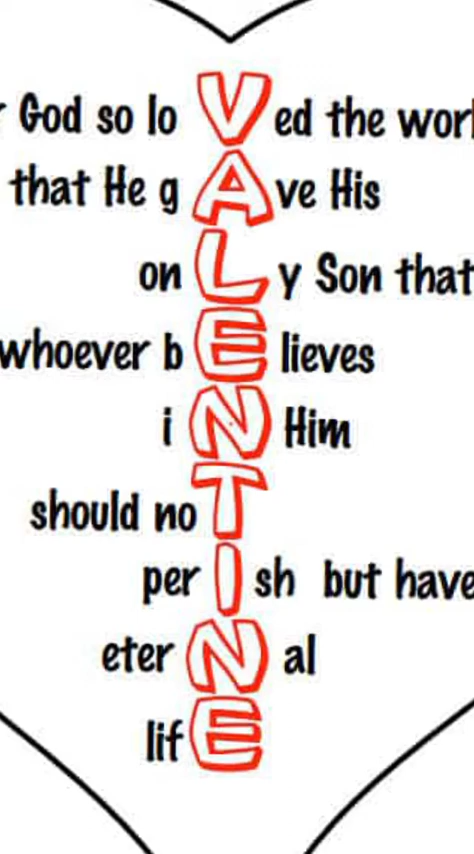 r God so loVed the worl
that He gAve His
onLy Son that
whoever bElieves
iN Him
should noT
perIsh but have
eterNal
lifE